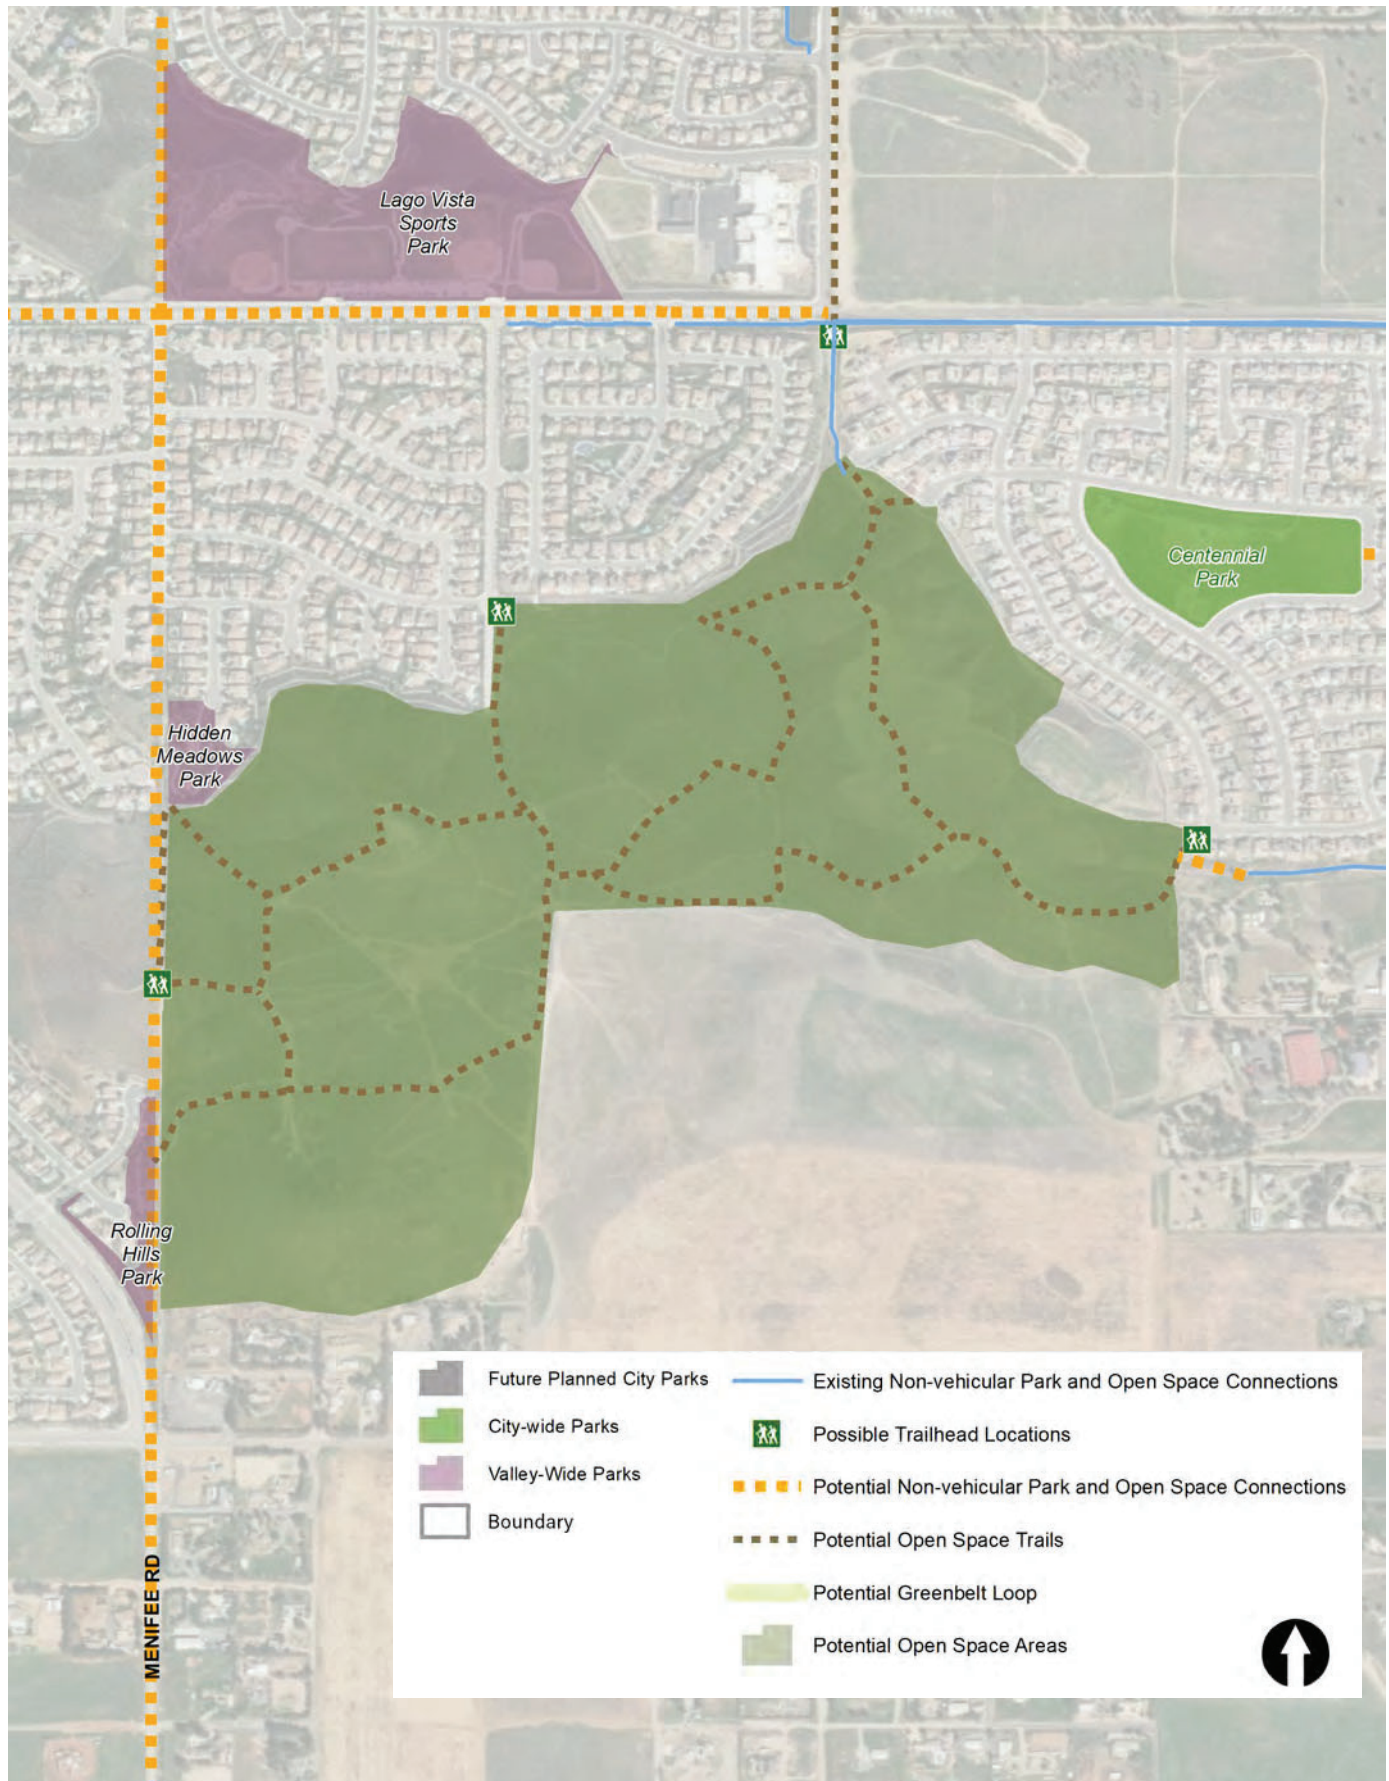 Lago Vista
Sports
Park
Centennial
Park
Hidden
Meadows
Park
Rolling
Hills
Park
MENIFEE RD
Future Planned City Parks
City-wide Parks
Valley-Wide Parks
Boundary
Existing Non-vehicular Park and Open Space Connections
Possible Trailhead Locations
Potential Non-vehicular Park and Open Space Connections
Potential Open Space Trails
Potential Greenbelt Loop
Potential Open Space Areas